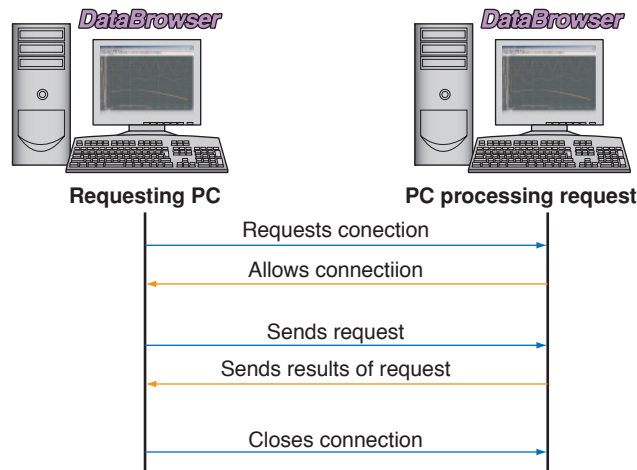 DataBrowser
DataBrowser
Requesting PC
PC processing request
Requests conection
Allows connectiion
Sends request
Sends results of request
Closes connection